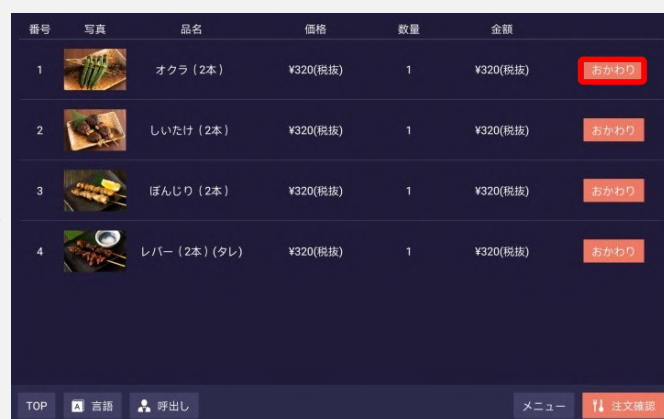 番号 写真 品名 価格 数量 金額
1 オクラ（2本） ¥320(税抜) 1 ¥320(税抜) おかわり
2 しいたけ（2本） ¥320(税抜) 1 ¥320(税抜) おかわり
3 ぼんじり（2本） ¥320(税抜) 1 ¥320(税抜) おかわり
4 レバー（2本）(タレ) ¥320(税抜) 1 ¥320(税抜) おかわり
TOP A 言語 呼出し メニュー 注文確認